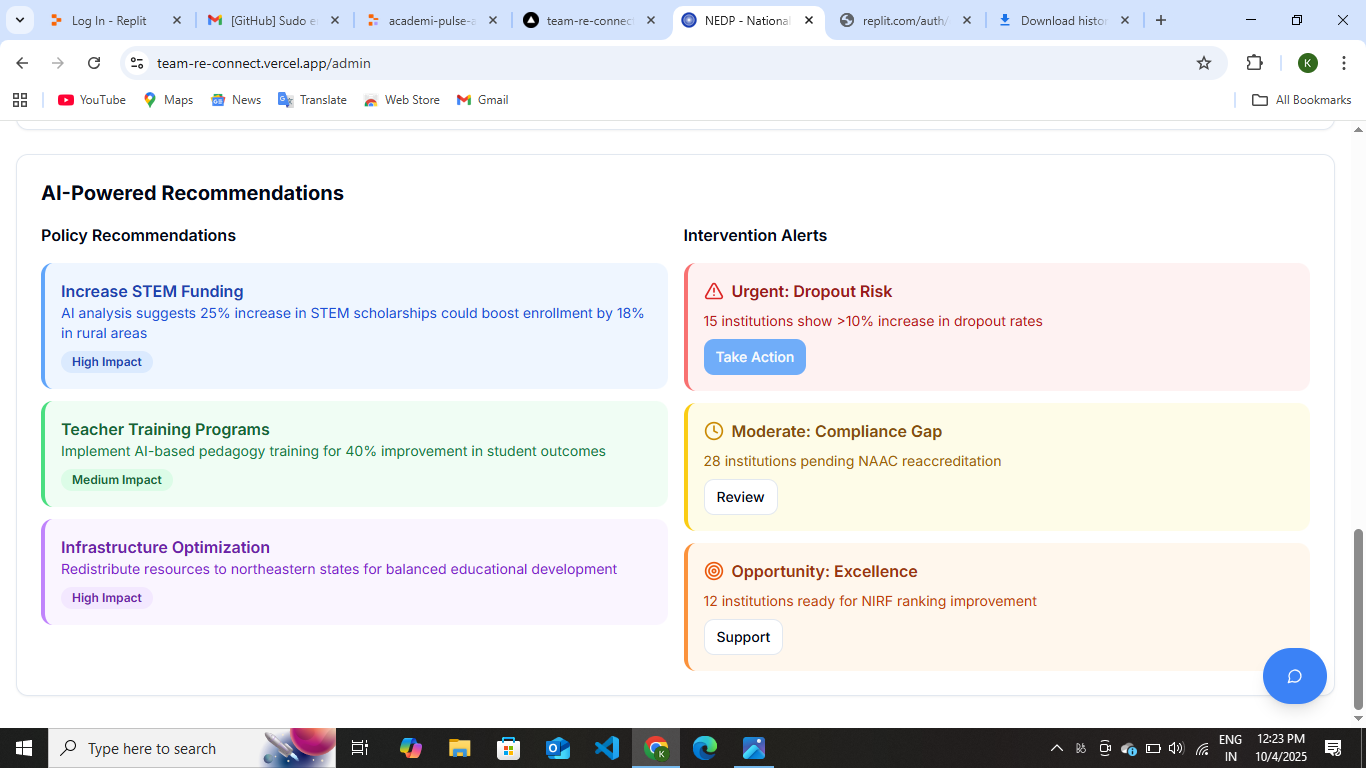 Log In - Replit
[GitHub] Sudo e
academi-pulse-a
team-re-connect
NEDP - National
replit.com/auth/
Download histo
team-re-connect.vercel.app/admin
K
YouTube
Maps
News
Translate
Web Store
Gmail
All Bookmarks
AI-Powered Recommendations
Policy Recommendations
Increase STEM Funding
AI analysis suggests 25% increase in STEM scholarships could boost enrollment by 18%
in rural areas
High Impact
Teacher Training Programs
Implement AI-based pedagogy training for 40% improvement in student outcomes
Medium Impact
Infrastructure Optimization
Redistribute resources to northeastern states for balanced educational development
High Impact
Intervention Alerts
Urgent: Dropout Risk
15 institutions show >10% increase in dropout rates
Take Action
Moderate: Compliance Gap
28 institutions pending NAAC reaccreditation
Review
Opportunity: Excellence
12 institutions ready for NIRF ranking improvement
Support
Type here to search
ENG
IN
12:23 PM
10/4/2025